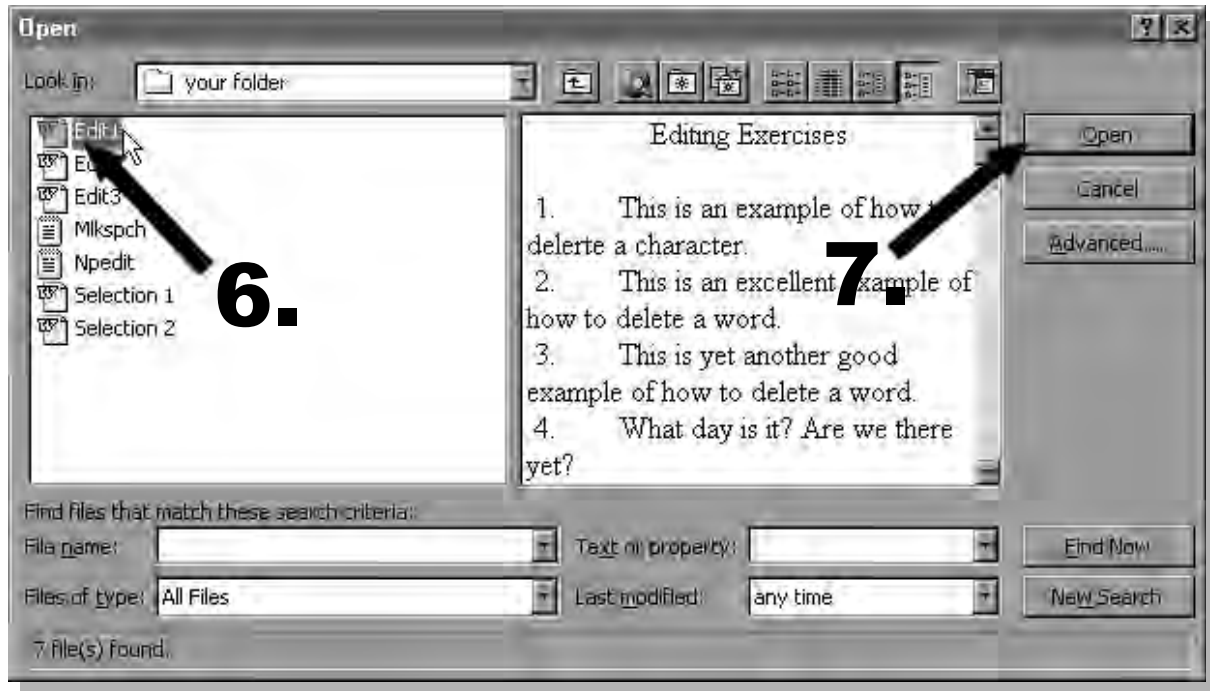 Open
Look in: your folder
Edit1
Edit3
Mlkspch
Npedit
Selection 1
Selection 2
6.
Editing Exercises
1. This is an example of how
delerte a character.
2. This is an excellent example of
how to delete a word.
3. This is yet another good
example of how to delete a word.
4. What day is it? Are we there
yet?
7.
Open
Cancel
Advanced...
Find files that match these search criteria:
File name: Text or property: Find Now
Files of type: All Files Last modified: any time New Search
7 file(s) found.